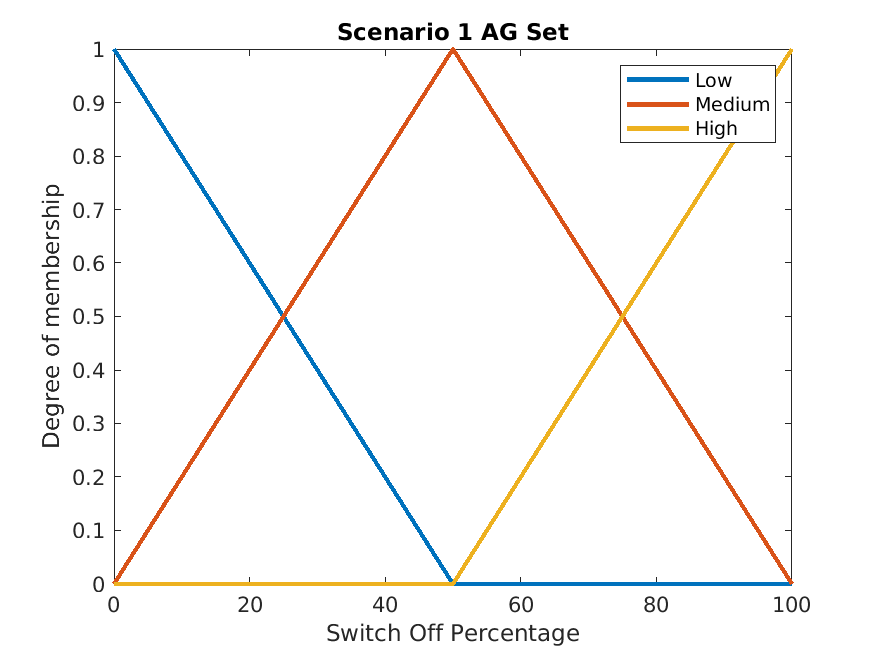 Scenario 1 AG Set
1
0.9
0.8
0.7
0.6
0.5
0.4
0.3
0.2
0.1
0
Degree of membership
Low
Medium
High
0 20 40 60 80 100
Switch Off Percentage